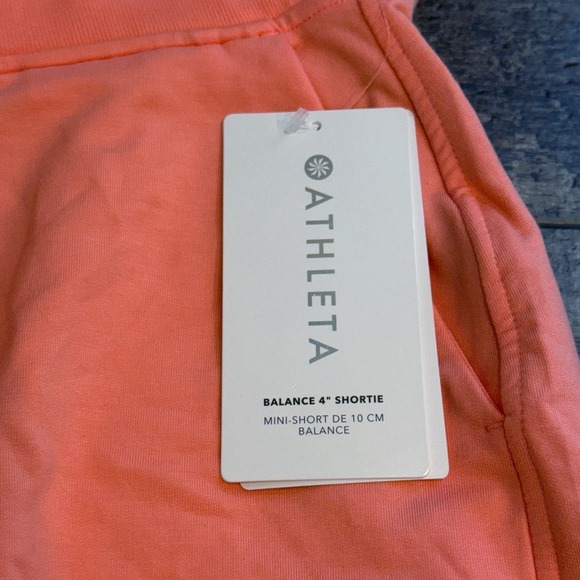 ATHLETA
BALANCE 4" SHORTIE
MINI-SHORT DE 10 CM
BALANCE